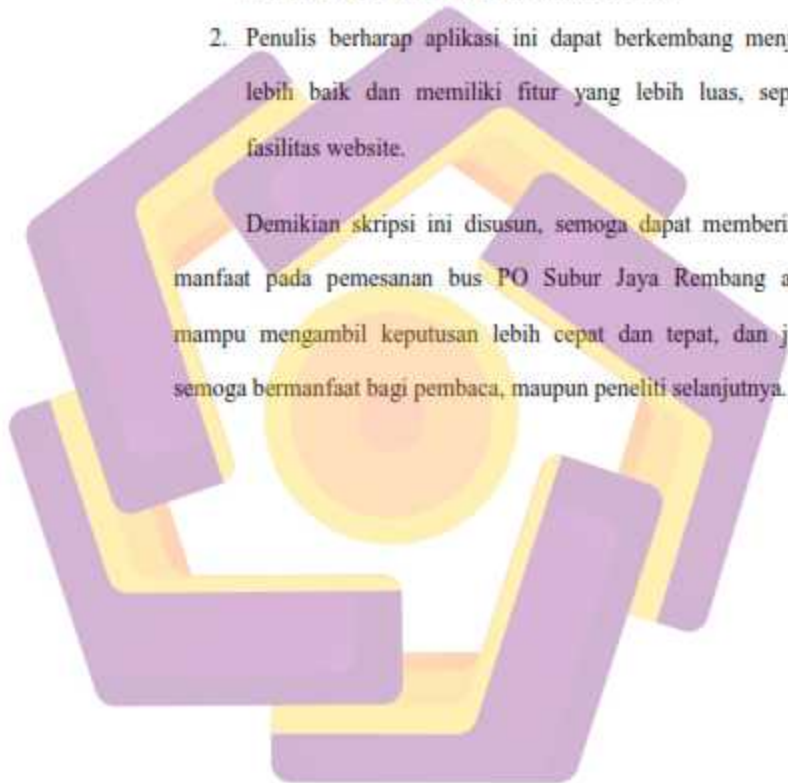 2. Penulis berharap aplikasi ini dapat berkembang menj
lebih baik dan memiliki fitur yang lebih luas, sep
fasilitas website.
Demikian skripsi ini disusun, semoga dapat memberi
manfaat pada pemesanan bus PO Subur Jaya Rembang a
mampu mengambil keputusan lebih cepat dan tepat, dan j
semoga bermanfaat bagi pembaca, maupun peneliti selanjutnya.